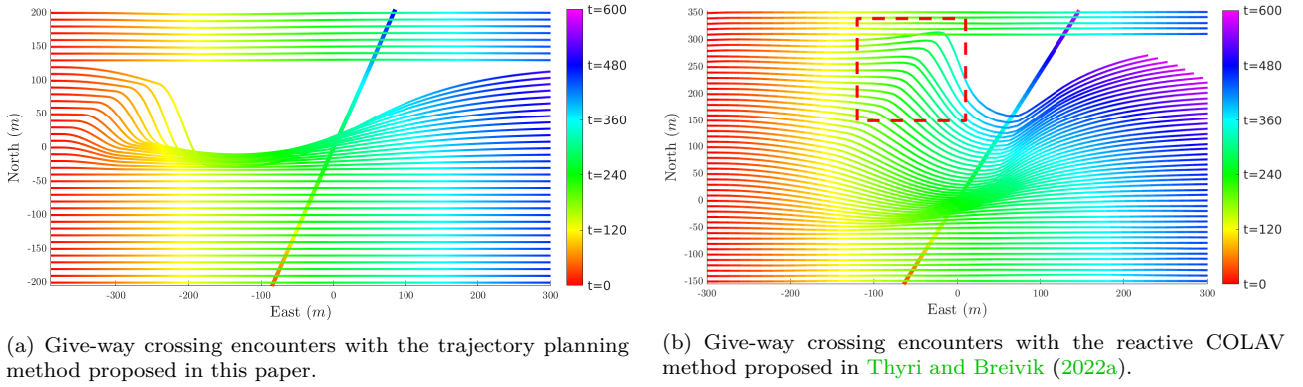 200
150
100
50
0
-50
-100
-150
-200
North (m)
-300
-200
-100
0
100
200
300
East (m)
t=600
t=480
t=360
t=240
t=120
t=0
350
300
250
200
150
100
50
0
-50
-100
-150
North (m)
-300
-200
-100
0
100
200
300
East (m)
t=600
t=480
t=360
t=240
t=120
t=0
(a) Give-way crossing encounters with the trajectory planning
method proposed in this paper.
(b) Give-way crossing encounters with the reactive COLAV
method proposed in Thyri and Breivik (2022a).